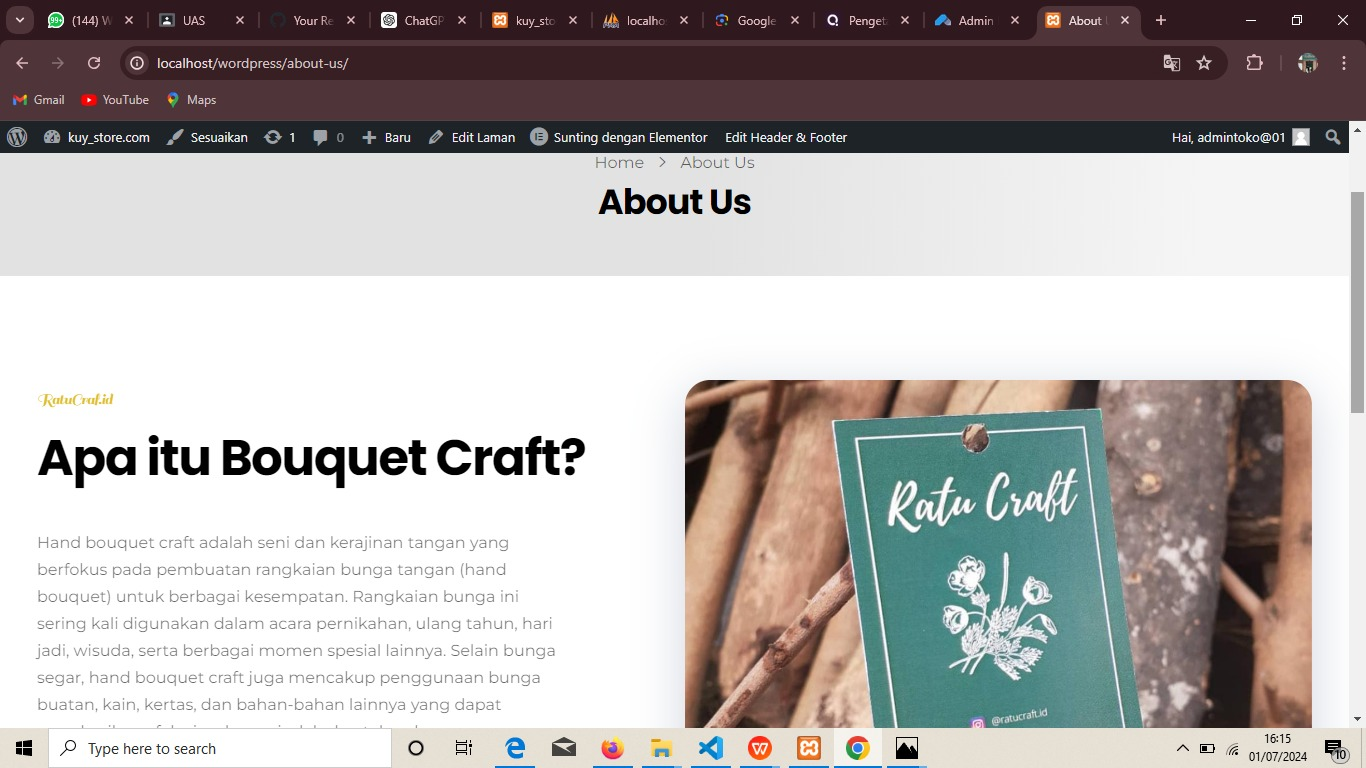 (144) W
UAS
Your Re
ChatGP
kuy_sto
localho
Google
Penget
Admin
About
localhost/wordpress/about-us/
Gmail
YouTube
Maps
kuy_store.com
Sesuaikan
1
0
Baru
Edit Laman
Sunting dengan Elementor
Edit Header & Footer
Hai, admintoko@01
Home > About Us
About Us
RatuCraf.id
Apa itu Bouquet Craft?
Hand bouquet craft adalah seni dan kerajinan tangan yang
berfokus pada pembuatan rangkaian bunga tangan (hand
bouquet) untuk berbagai kesempatan. Rangkaian bunga ini
sering kali digunakan dalam acara pernikahan, ulang tahun, hari
jadi, wisuda, serta berbagai momen spesial lainnya. Selain bunga
segar, hand bouquet craft juga mencakup penggunaan bunga
buatan, kain, kertas, dan bahan-bahan lainnya yang dapat
Ratu Craft
@ratucraft.id
Type here to search
16:15
01/07/2024
10